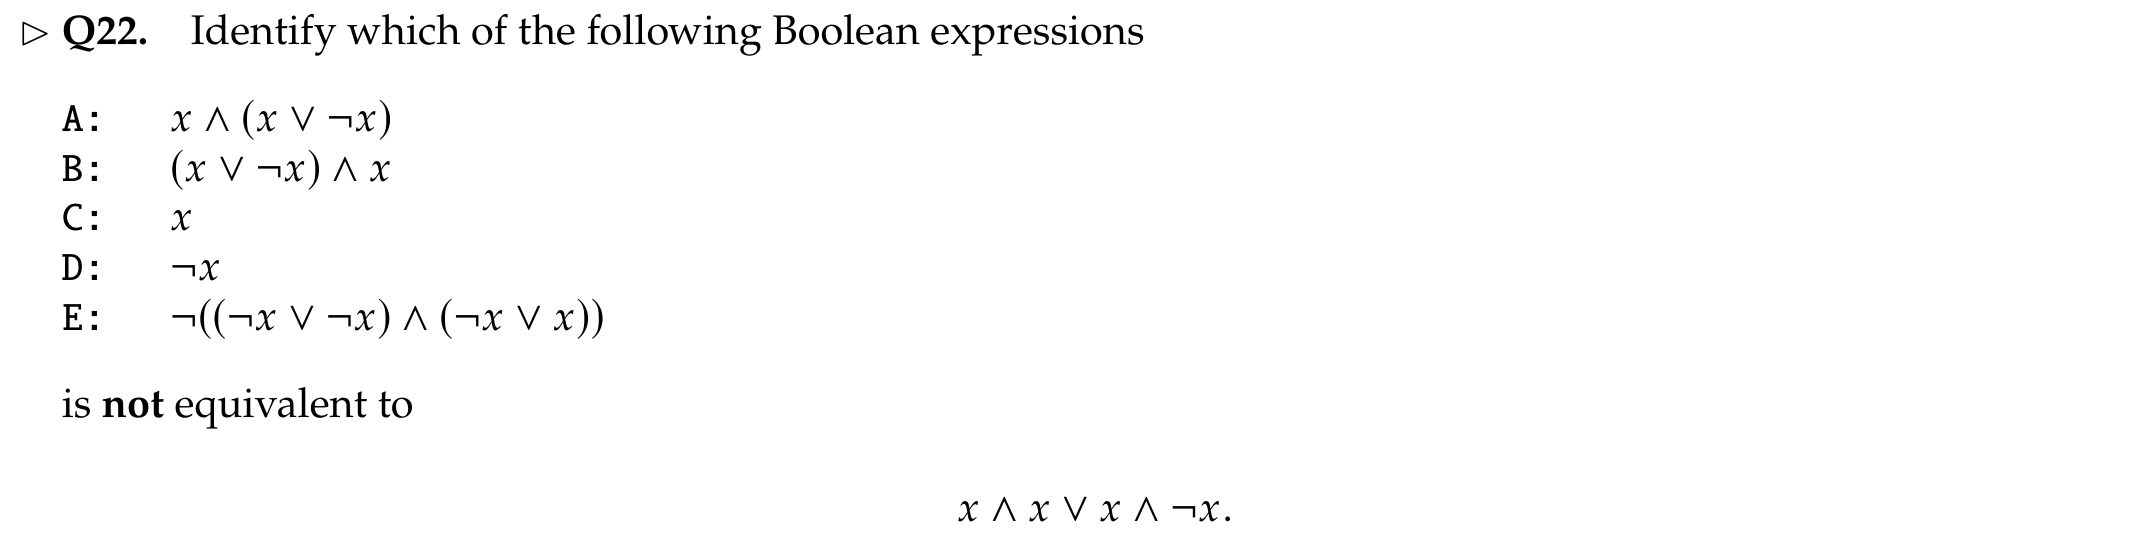 ▷ Q22. Identify which of the following Boolean expressions
A: x ∧ (x ∨ ¬x)
B: (x ∨ ¬x) ∧ x
C: x
D: ¬x
E: ¬((¬x ∨ ¬x) ∧ (¬x ∨ x))
is not equivalent to
x ∧ x ∨ x ∧ ¬x.